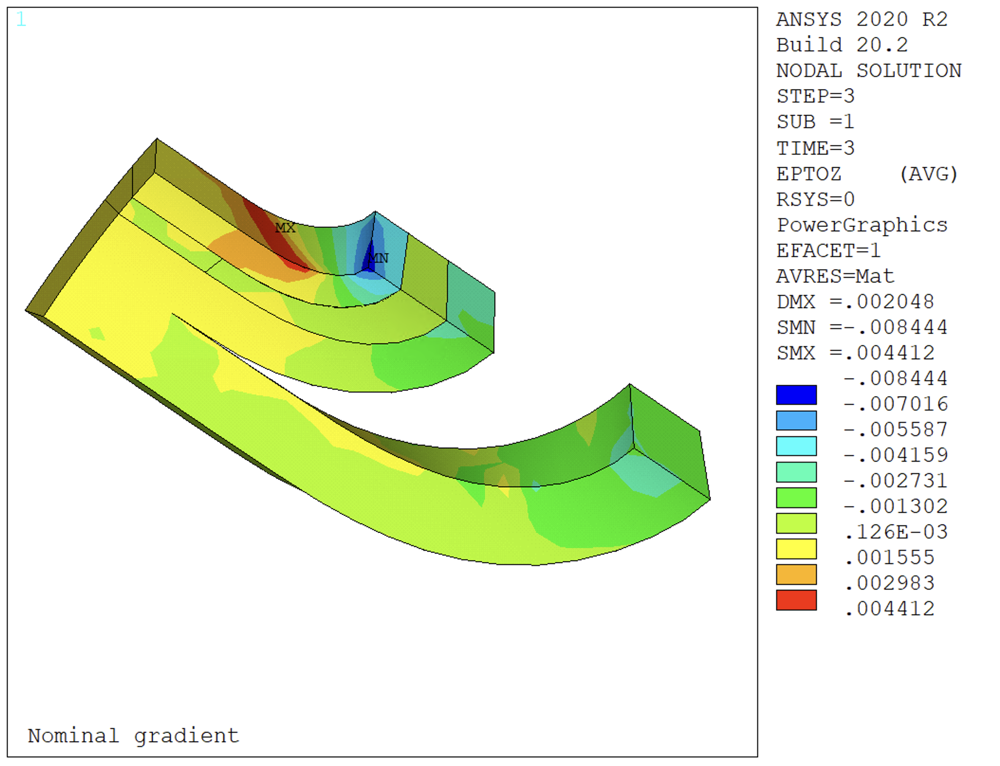 1
ANSYS 2020 R2
Build 20.2
NODAL SOLUTION
STEP=3
SUB =1
TIME=3
EPTOZ (AVG)
RSYS=0
PowerGraphics
EFACET=1
AVRES=Mat
DMX =.002048
SMN =-.008444
SMX =.004412
-.008444
-.007016
-.005587
-.004159
-.002731
-.001302
.126E-03
.001555
.002983
.004412
MX
MN
Nominal gradient